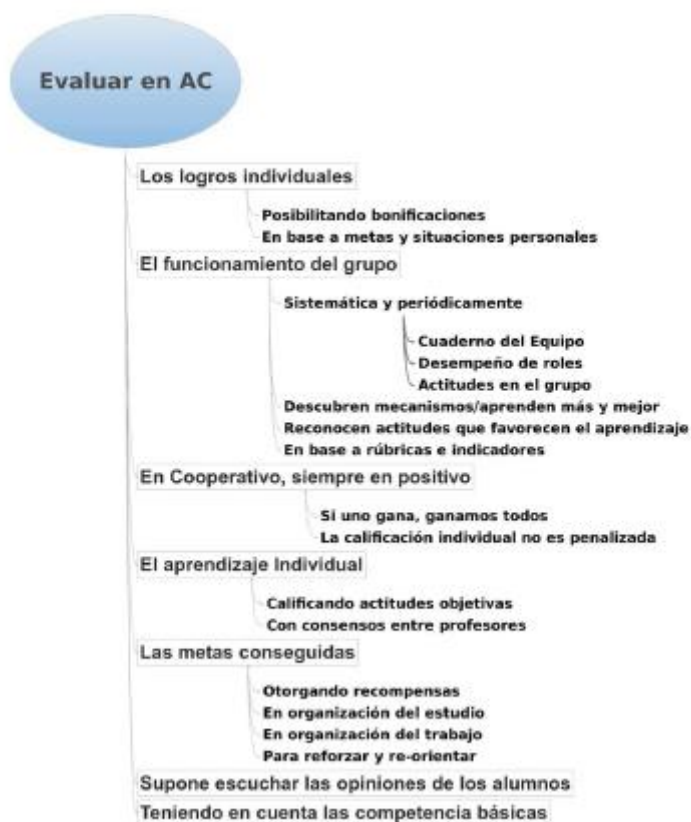 Evaluar en AC
Los logros individuales
Posibilitando bonificaciones
En base a metas y situaciones personales
El funcionamiento del grupo
Sistemática y periódicamente
Cuaderno del Equipo
Desempeño de roles
Actitudes en el grupo
Descubren mecanismos/aprenden más y mejor
Reconocen actitudes que favorecen el aprendizaje
En base a rúbricas e indicadores
En Cooperativo, siempre en positivo
Si uno gana, ganamos todos
La calificación individual no es penalizada
El aprendizaje Individual
Calificando actitudes objetivas
Con consensos entre profesores
Las metas conseguidas
Otorgando recompensas
En organización del estudio
En organización del trabajo
Para reforzar y re-orientar
Supone escuchar las opiniones de los alumnos
Teniendo en cuenta las competencia básicas